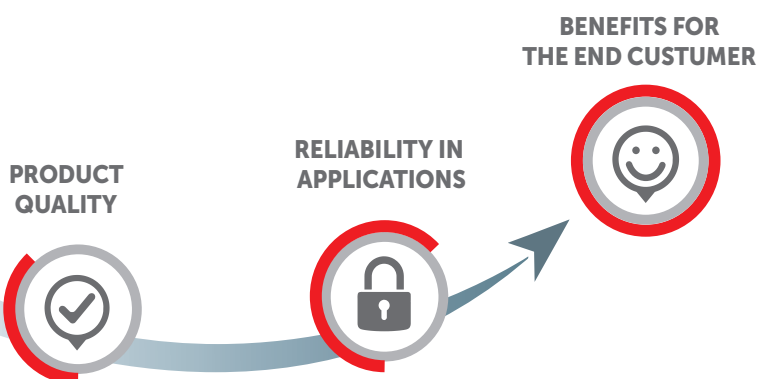 PRODUCT
QUALITY
RELIABILITY IN
APPLICATIONS
BENEFITS FOR
THE END CUSTUMER